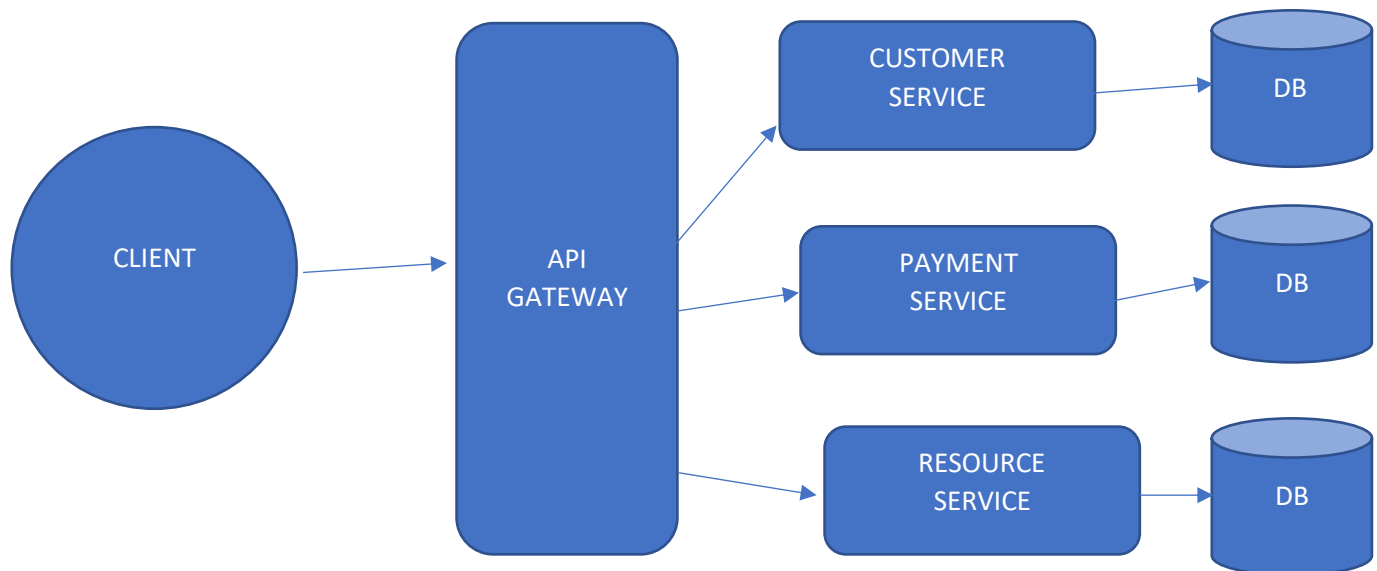 CLIENT
API
GATEWAY
CUSTOMER
SERVICE
DB
PAYMENT
SERVICE
DB
RESOURCE
SERVICE
DB